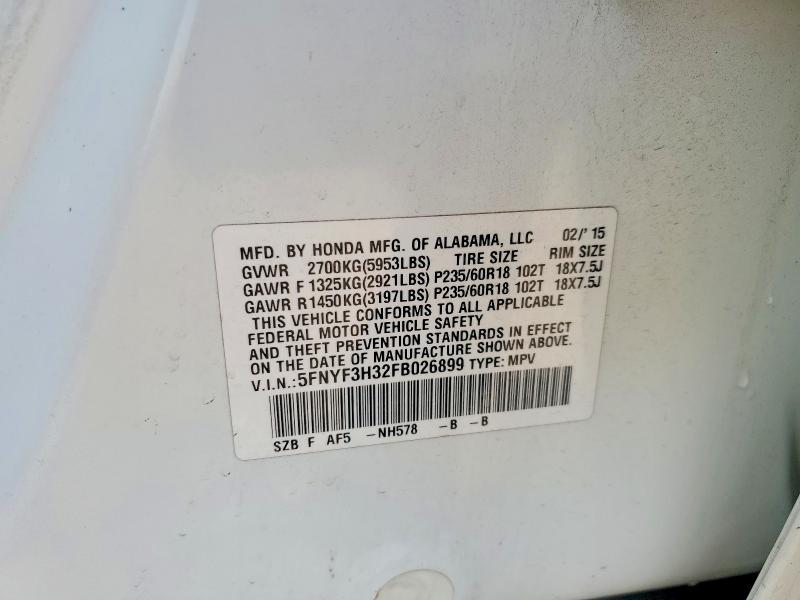 MFD. BY HONDA MFG. OF ALABAMA, LLC 02/'15
GVWR 2700KG(5953LBS) TIRE SIZE RIM SIZE
GAWR F 1325KG(2921LBS) P235/60R18 102T 18X7.5J
GAWR R 1450KG(3197LBS) P235/60R18 102T 18X7.5J
THIS VEHICLE CONFORMS TO ALL APPLICABLE
FEDERAL MOTOR VEHICLE SAFETY
AND THEFT PREVENTION STANDARDS IN EFFECT
ON THE DATE OF MANUFACTURE SHOWN ABOVE.
V.I.N.:5FNYF3H32FB026899 TYPE: MPV
SZB F AF5 -NH578 -B -B